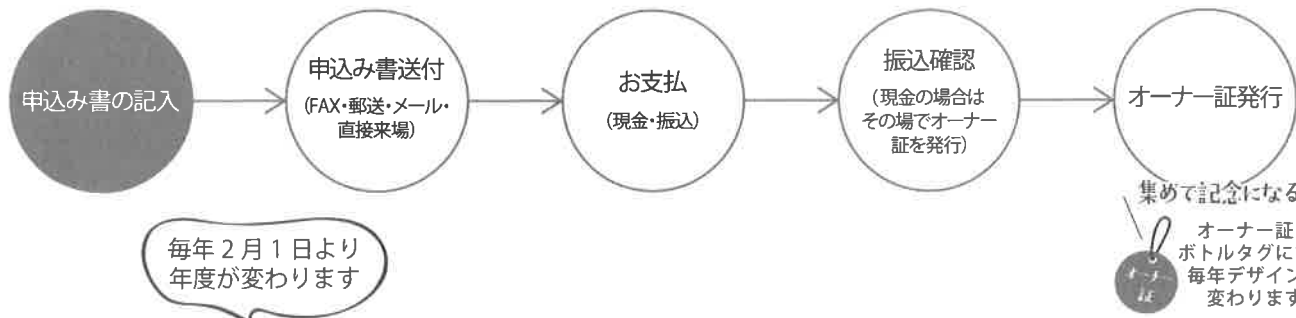 申込み書の記入
申込み書送付
(FAX・郵送・メール・
直接来場)
お支払
(現金・振込)
振込確認
(現金の場合は
その場でオーナー
証を発行)
オーナー証発行
毎年2月1日より
年度が変わります
集めて記念になる
オーナー証
ボトルタグに
毎年デザイン
変わります
オーナー
証